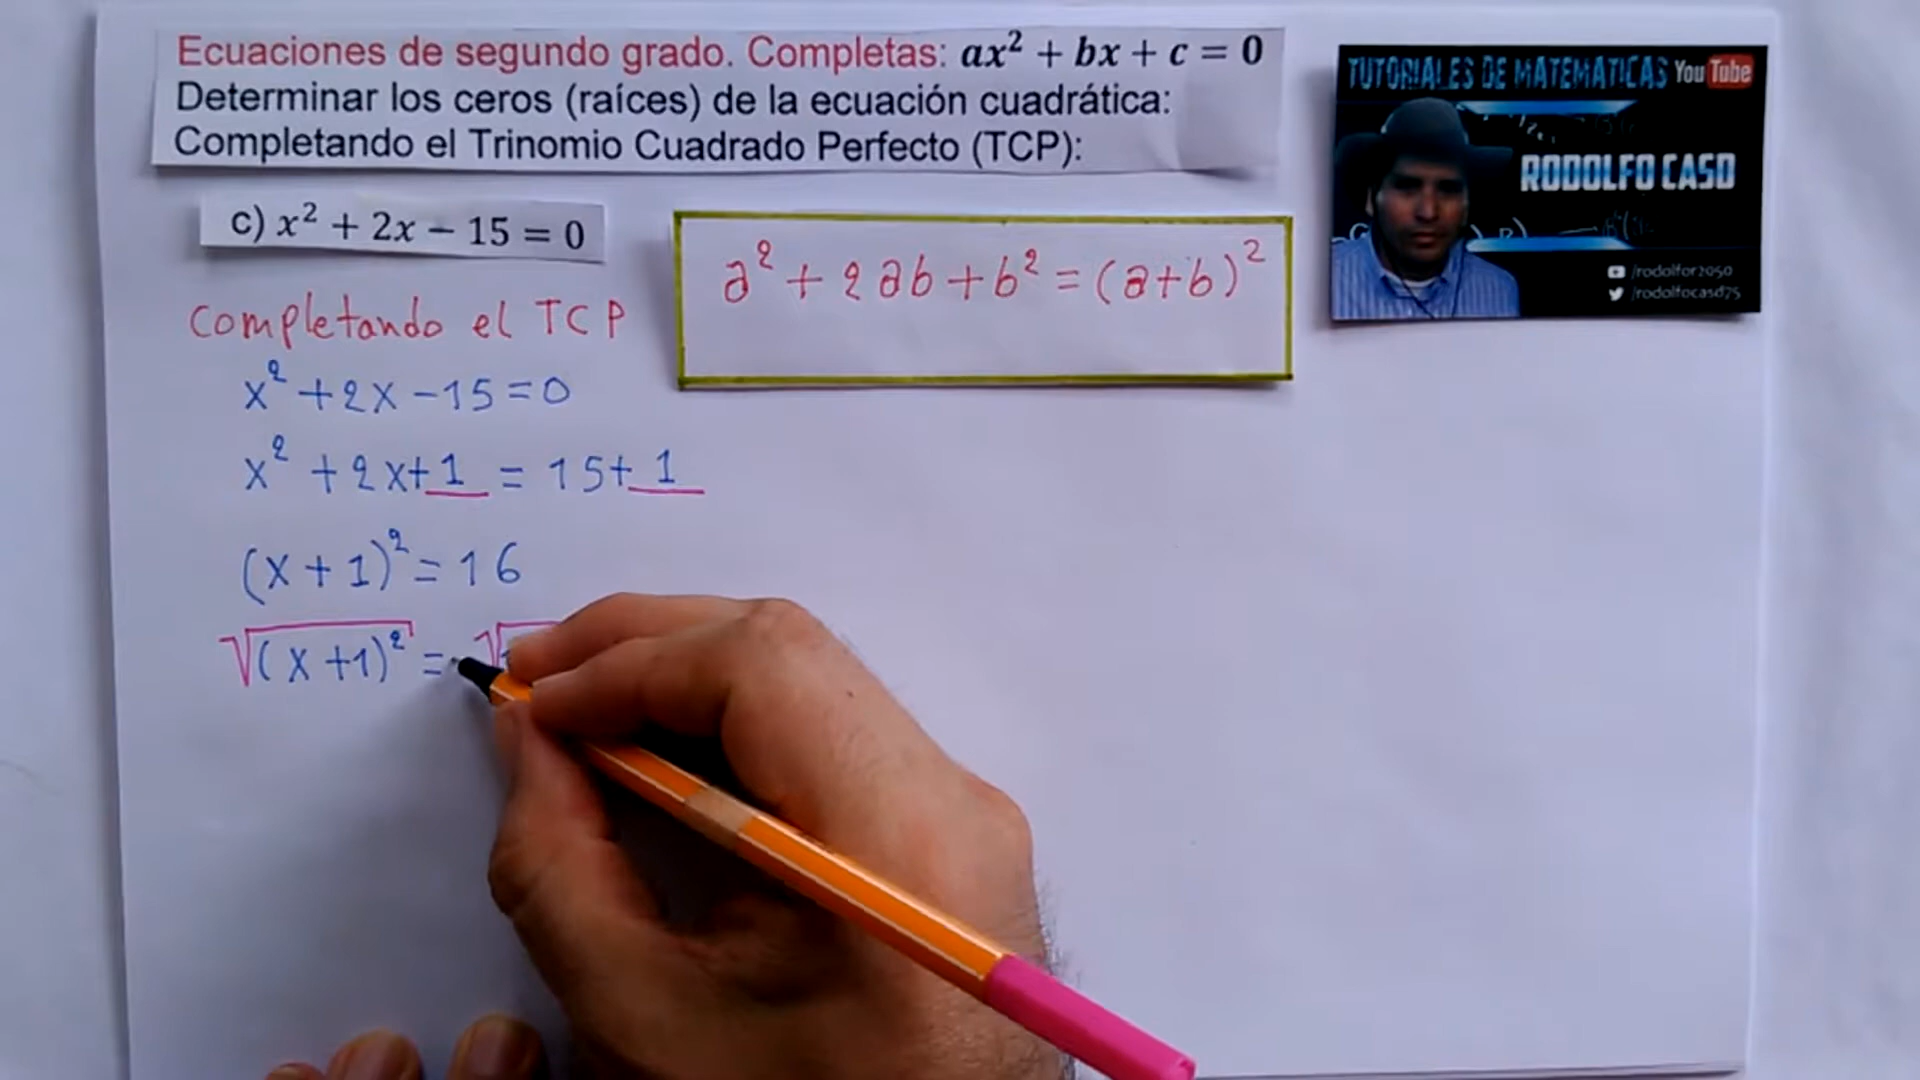 Ecuaciones de segundo grado. Completas: ax² + bx + c = 0
Determinar los ceros (raíces) de la ecuación cuadrática:
Completando el Trinomio Cuadrado Perfecto (TCP):
TUTORIALES DE MATEMATICAS YouTube
RODOLFO CASO
/rodolfor2050
/rodolfocasd75
c) x² + 2x − 15 = 0
a² + 2ab + b² = (a+b)²
Completando el TCP
x² + 2x − 15 = 0
x² + 2x + 1 = 15 + 1
(x + 1)² = 16
√(x + 1)² = √